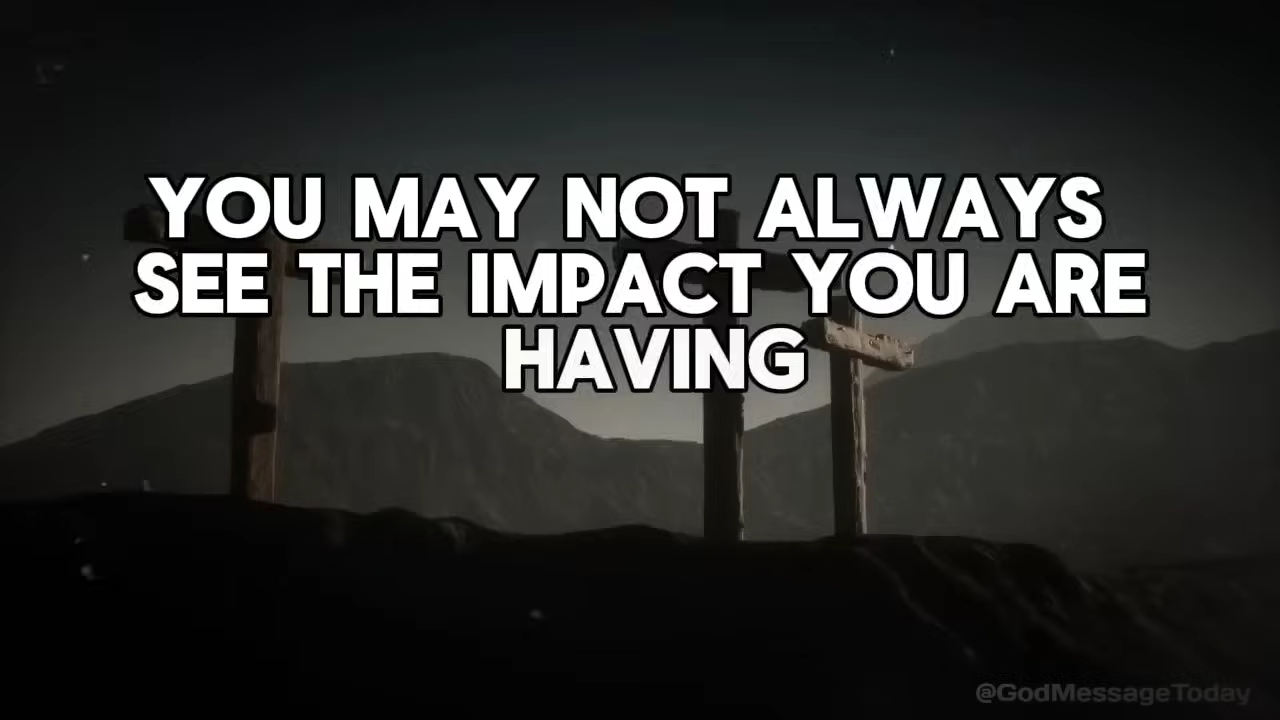 YOU MAY NOT ALWAYS
SEE THE IMPACT YOU ARE
HAVING
@GodMessageToday